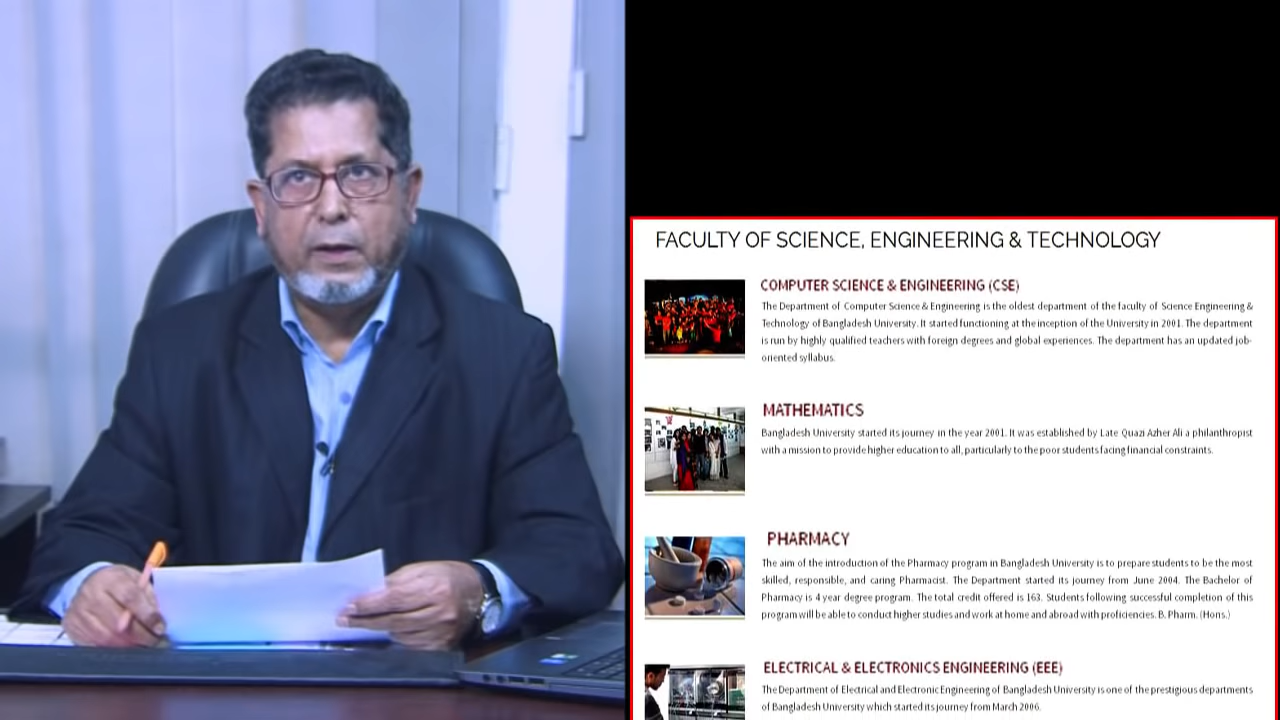 FACULTY OF SCIENCE, ENGINEERING & TECHNOLOGY
COMPUTER SCIENCE & ENGINEERING (CSE)
The Department of Computer Science & Engineering is the oldest department of the faculty of Science Engineering &
Technology of Bangladesh University. It started functioning at the inception of the University in 2001. The department
is run by highly qualified teachers with foreign degrees and global experiences. The department has an updated job-
oriented syllabus.
MATHEMATICS
Bangladesh University started its journey in the year 2001. It was established by Late Quazi Azher Ali a philanthropist
with a mission to provide higher education to all, particularly to the poor students facing financial constraints.
PHARMACY
The aim of the introduction of the Pharmacy program in Bangladesh University is to prepare students to be the most
skilled, responsible, and caring Pharmacist. The Department started its journey from June 2004. The Bachelor of
Pharmacy is 4 year degree program. The total credit offered is 163. Students following successful completion of this
program will be able to conduct higher studies and work at home and abroad with proficiencies. B. Pharm. (Hons.)
ELECTRICAL & ELECTRONICS ENGINEERING (EEE)
The Department of Electrical and Electronic Engineering of Bangladesh University is one of the prestigious departments
of Bangladesh University which started its journey from March 2006.